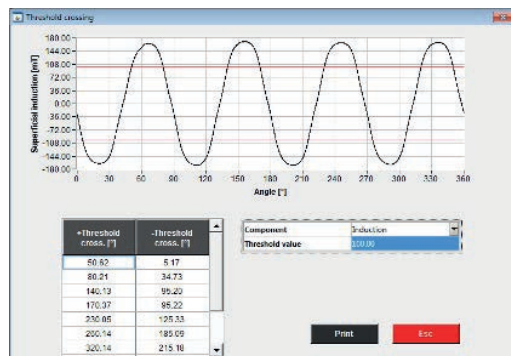 Threshold crossing
180.00
144.00
108.00
72.00
36.00
0.00
-36.00
-72.00
-108.00
-144.00
-180.00
Superficial induction [mT]
0 30 60 90 120 150 180 210 240 270 300 330 360
Angle [°]
+Threshold cross. [°] -Threshold cross. [°]
50.62 5.17
80.21 34.73
140.13 95.20
170.37 95.22
230.05 125.33
260.14 185.09
320.14 215.18
Component Induction
Threshold value 100.00
Print Esc